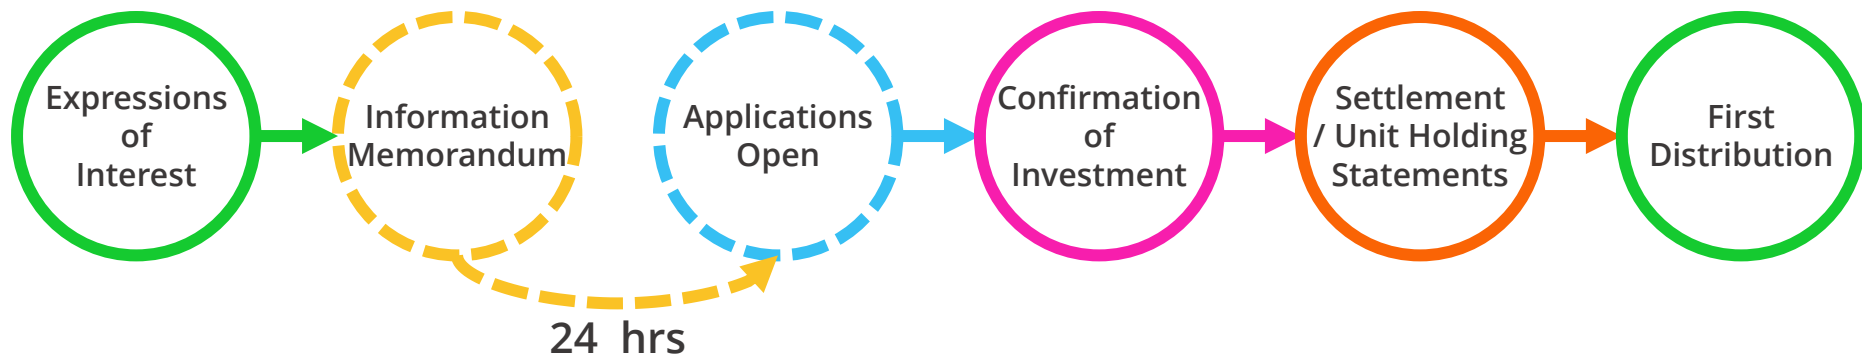 Expressions
of
Interest
Information
Memorandum
Applications
Open
Confirmation
of
Investment
Settlement
/ Unit Holding
Statements
First
Distribution
24 hrs